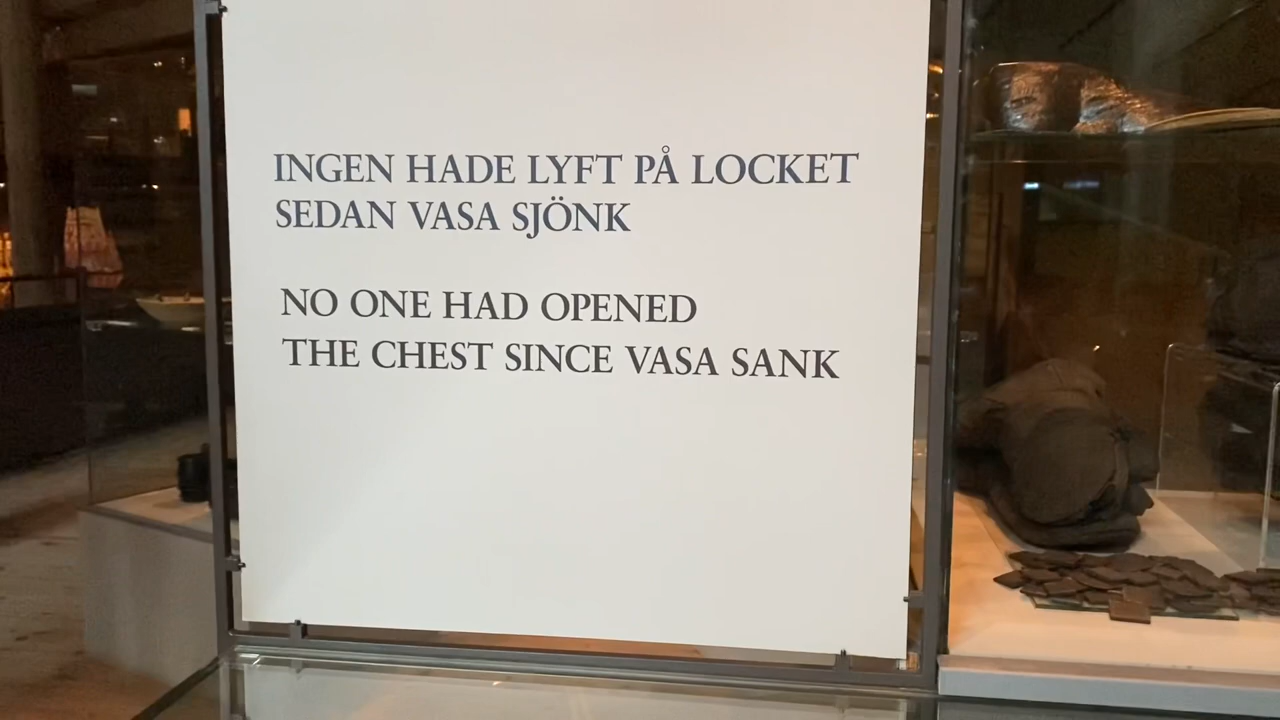 INGEN HADE LYFT PÅ LOCKET
SEDAN VASA SJÖNK
NO ONE HAD OPENED
THE CHEST SINCE VASA SANK